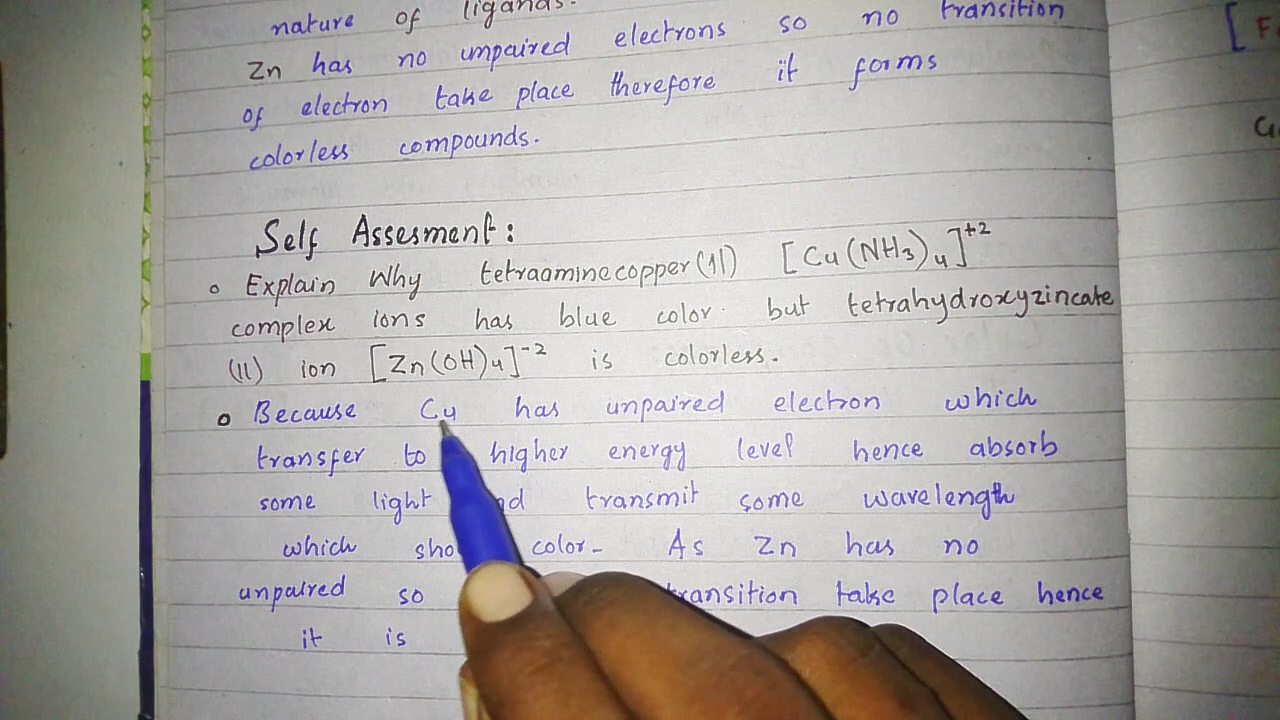 nature of ligands.
Zn has no unpaired electrons so no transition
of electron take place therefore it forms
colorless compounds.
Self Assesment:
Explain Why tetraaminecopper(II) [Cu(NH3)4]+2
complex ions has blue color but tetrahydroxyzincate
(II) ion [Zn(OH)4]-2 is colorless.
Because Cu has unpaired electron which
transfer to higher energy level hence absorb
some light transmit some wavelength
which color. As Zn has no
unpaired so transition take place hence
it is